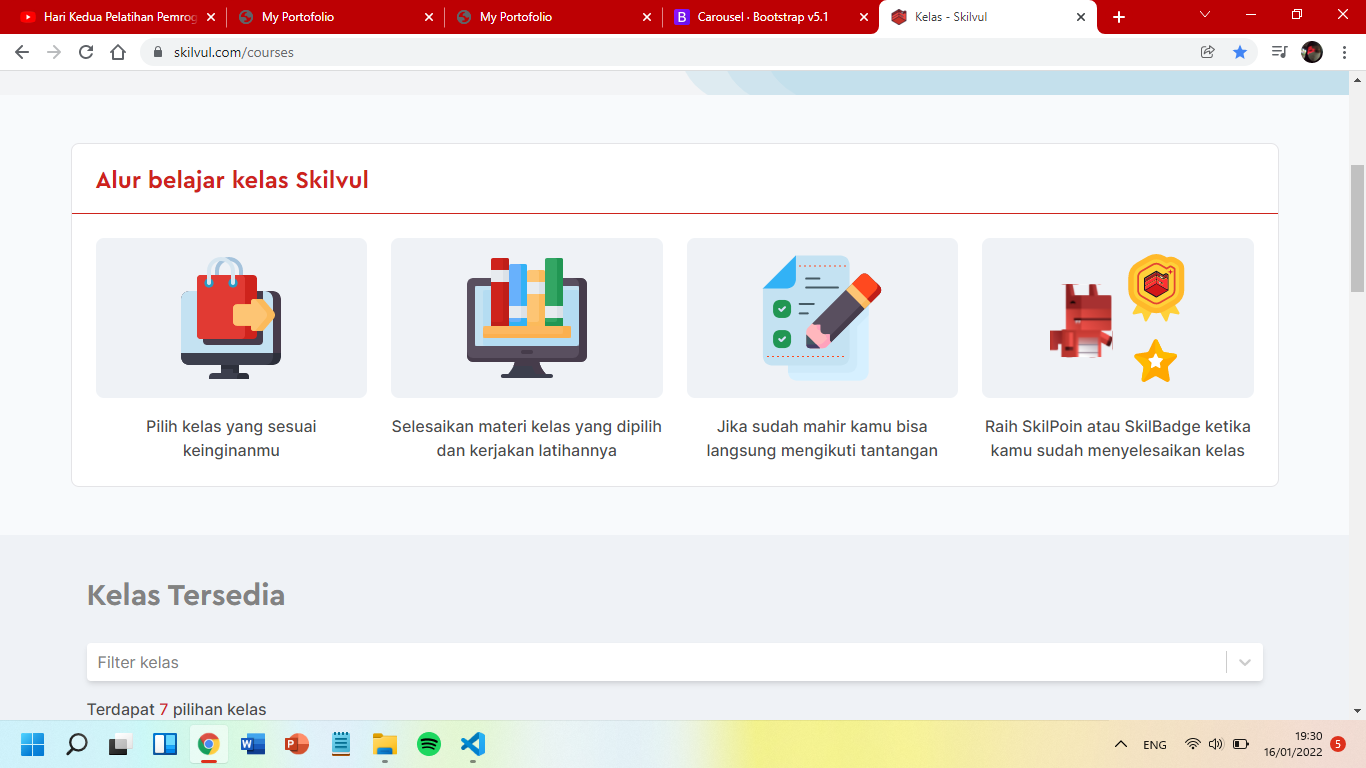 Hari Kedua Pelatihan Pemrog
My Portofolio
My Portofolio
B
Carousel · Bootstrap v5.1
Kelas - Skilvul
skilvul.com/courses
Alur belajar kelas Skilvul
Pilih kelas yang sesuai
keinginanmu
Selesaikan materi kelas yang dipilih
dan kerjakan latihannya
Jika sudah mahir kamu bisa
langsung mengikuti tantangan
Raih SkilPoin atau SkilBadge ketika
kamu sudah menyelesaikan kelas
Kelas Tersedia
Filter kelas
Terdapat 7 pilihan kelas
W
P
ENG
19:30
16/01/2022
5